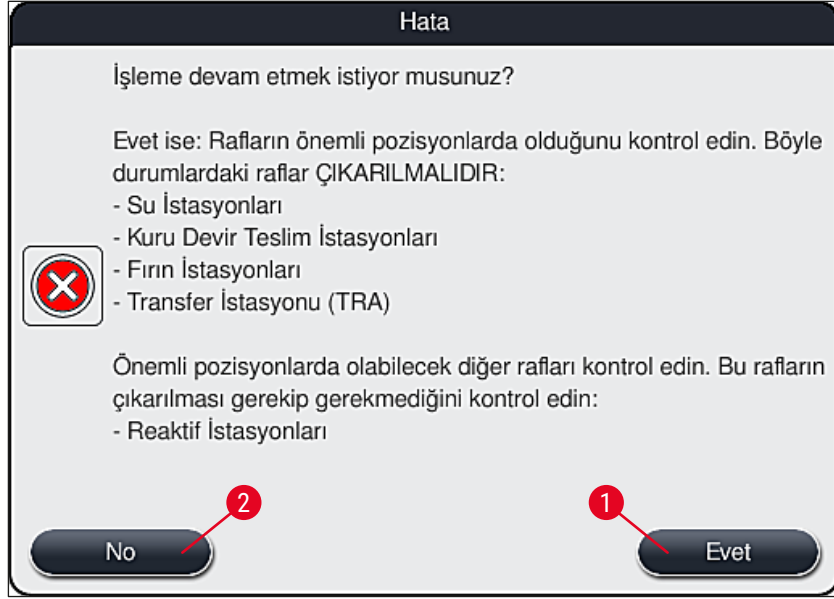 Hata
İşleme devam etmek istiyor musunuz?
Evet ise: Rafların önemli pozisyonlarda olduğunu kontrol edin. Böyle
durumlardaki raflar ÇIKARILMALIDIR:
- Su İstasyonları
- Kuru Devir Teslim İstasyonları
- Fırın İstasyonları
- Transfer İstasyonu (TRA)
Önemli pozisyonlarda olabilecek diğer rafları kontrol edin. Bu rafların
çıkarılması gerekip gerekmediğini kontrol edin:
- Reaktif İstasyonları
2 1
No Evet